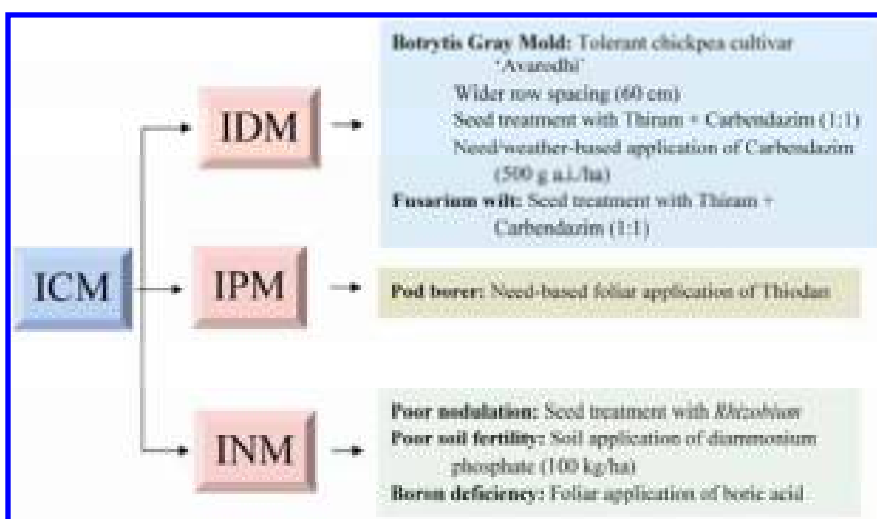 ICM
IDM
Botrytis Gray Mold: Tolerant chickpea cultivar
'Avarodhi'
Wider row spacing (60 cm)
Seed treatment with Thiram + Carbendazim (1:1)
Need/weather-based application of Carbendazim
(500 g a.i./ha)
Fusarium wilt: Seed treatment with Thiram +
Carbendazim (1:1)
IPM
Pod borer: Need-based foliar application of Thiodan
INM
Poor nodulation: Seed treatment with Rhizobium
Poor soil fertility: Soil application of diammonium
phosphate (100 kg/ha)
Boron deficiency: Foliar application of boric acid